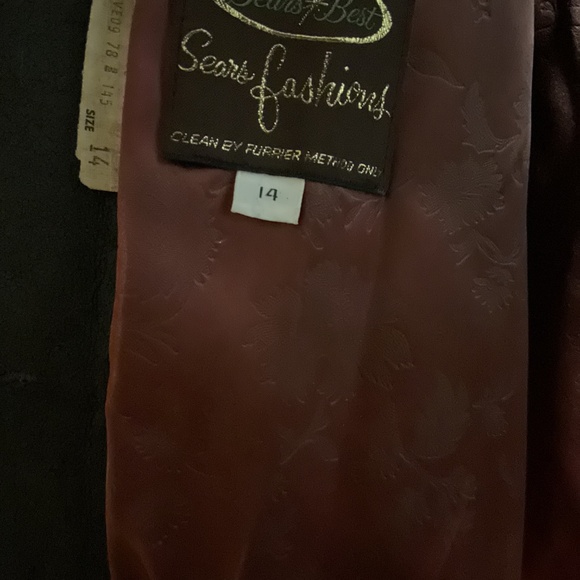 Sears Best
Sears
fashions
CLEAN BY FURRIER METHOD ONLY
14
SIZE
14